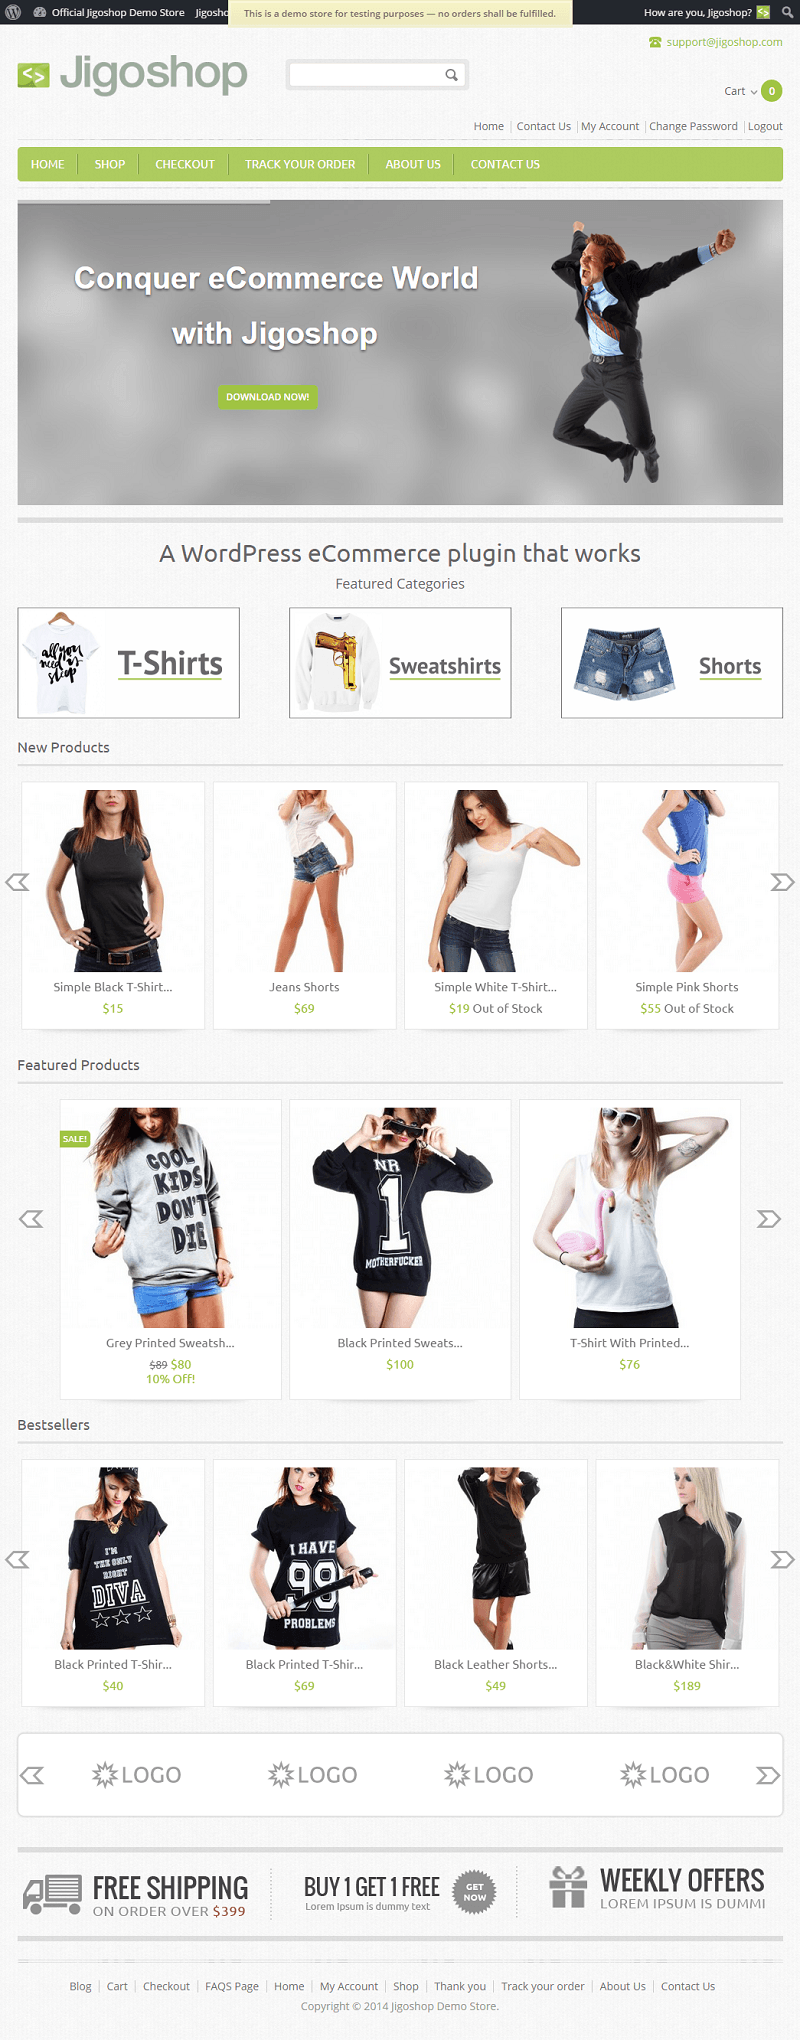 Official Jigoshop Demo Store Jigosho
This is a demo store for testing purposes — no orders shall be fulfilled.
How are you, Jigoshop?
support@jigoshop.com
Jigoshop
Cart 0
Home Contact Us My Account Change Password Logout
HOME SHOP CHECKOUT TRACK YOUR ORDER ABOUT US CONTACT US
Conquer eCommerce World
with Jigoshop
DOWNLOAD NOW!
A WordPress eCommerce plugin that works
Featured Categories
all you
need is
sleep
T-Shirts
Sweatshirts
Shorts
New Products
Simple Black T-Shirt...
$15
Jeans Shorts
$69
Simple White T-Shirt...
$19 Out of Stock
Simple Pink Shorts
$55 Out of Stock
Featured Products
SALE!
COOL
KIDS
DON'T
DIE
Grey Printed Sweatsh...
$89 $80
10% Off!
NR
1
MOTHERFUCKER
Black Printed Sweats...
$100
T-Shirt With Printed...
$76
Bestsellers
I'M
THE ONLY
RIGHT
DIVA
Black Printed T-Shir...
$40
I HAVE
99
PROBLEMS
Black Printed T-Shir...
$69
Black Leather Shorts...
$49
Black&White Shir...
$189
LOGO LOGO LOGO LOGO
FREE SHIPPING
ON ORDER OVER $399
BUY 1 GET 1 FREE
Lorem Ipsum is dummy text
GET
NOW
WEEKLY OFFERS
LOREM IPSUM IS DUMMI
Blog Cart Checkout FAQS Page Home My Account Shop Thank you Track your order About Us Contact Us
Copyright © 2014 Jigoshop Demo Store.